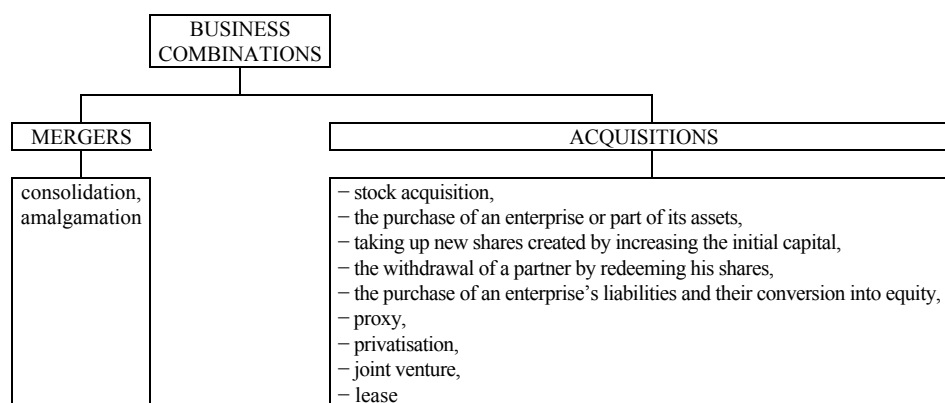 BUSINESS
COMBINATIONS
MERGERS
ACQUISITIONS
consolidation,
amalgamation
− stock acquisition,
− the purchase of an enterprise or part of its assets,
− taking up new shares created by increasing the initial capital,
− the withdrawal of a partner by redeeming his shares,
− the purchase of an enterprise’s liabilities and their conversion into equity,
− proxy,
− privatisation,
− joint venture,
− lease